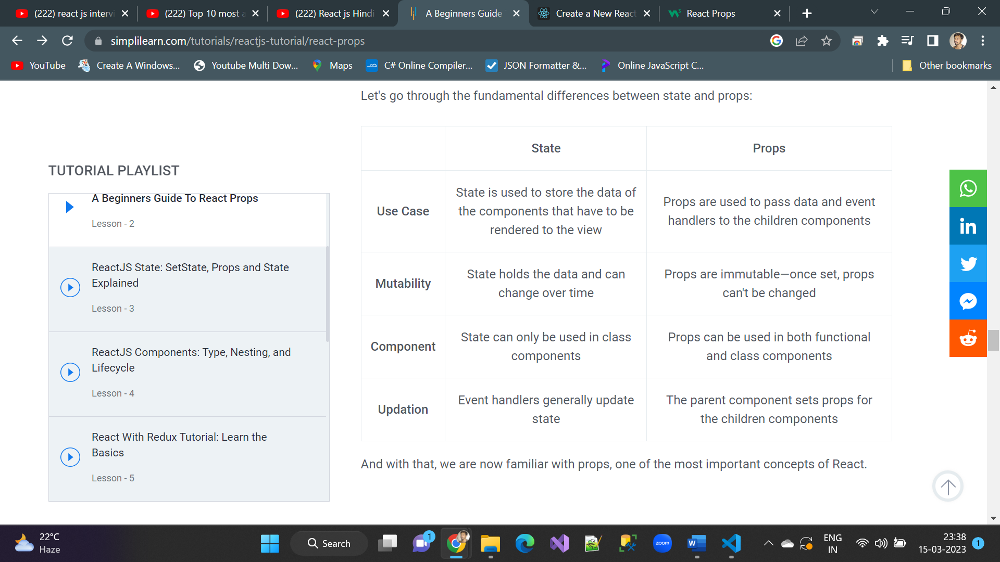 (222) react js intervi
(222) Top 10 most a
(222) React js Hindi
A Beginners Guide
Create a New React
React Props
simplilearn.com/tutorials/reactjs-tutorial/react-props
YouTube
Create A Windows...
Youtube Multi Dow...
Maps
C# Online Compiler...
JSON Formatter &...
Online JavaScript C...
Other bookmarks
TUTORIAL PLAYLIST
A Beginners Guide To React Props
Lesson - 2
ReactJS State: SetState, Props and State
Explained
Lesson - 3
ReactJS Components: Type, Nesting, and
Lifecycle
Lesson - 4
React With Redux Tutorial: Learn the
Basics
Lesson - 5
Let's go through the fundamental differences between state and props:
State
Props
Use Case
State is used to store the data of
the components that have to be
rendered to the view
Props are used to pass data and event
handlers to the children components
Mutability
State holds the data and can
change over time
Props are immutable—once set, props
can't be changed
Component
State can only be used in class
components
Props can be used in both functional
and class components
Updation
Event handlers generally update
state
The parent component sets props for
the children components
And with that, we are now familiar with props, one of the most important concepts of React.
22°C
Haze
Search
1
zoom
W
ENG
IN
23:38
15-03-2023
1